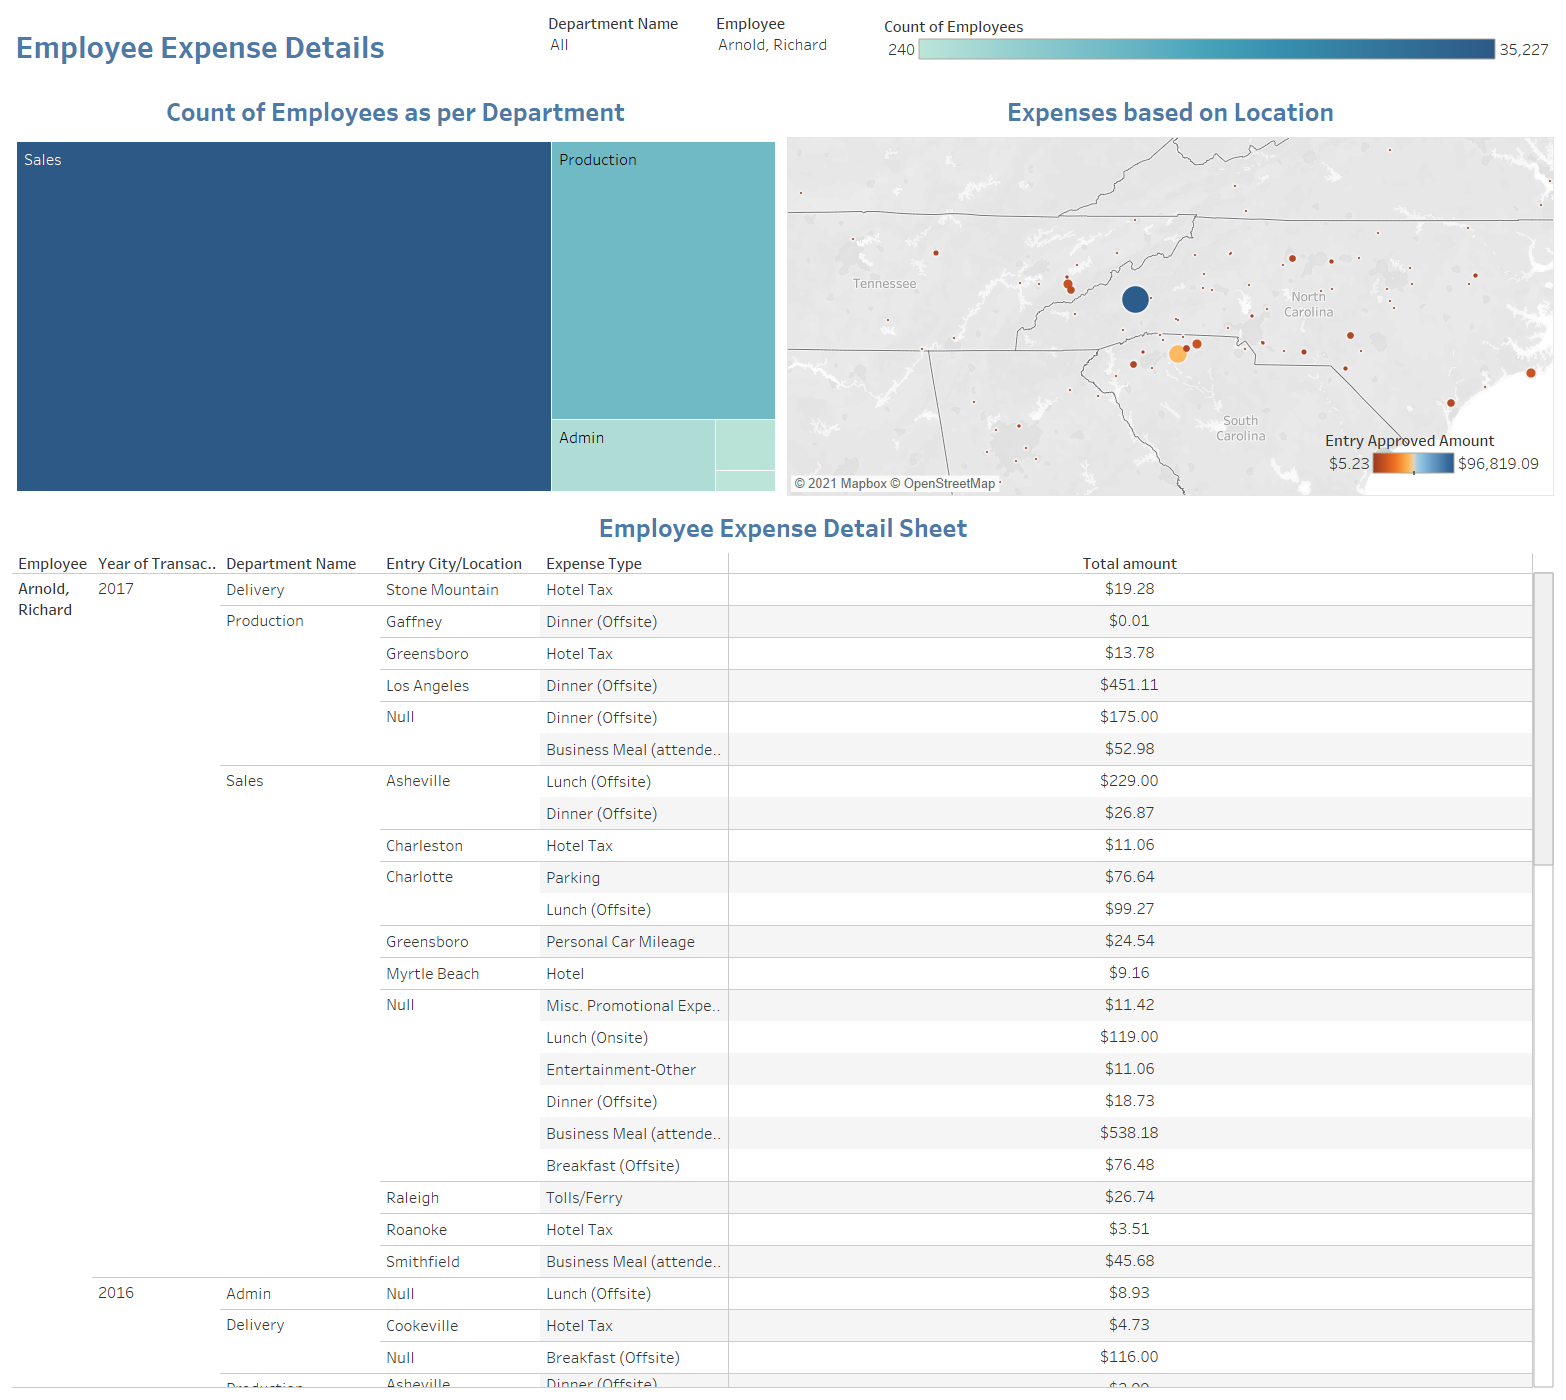 Employee Expense Details
Department Name
All
Employee
Arnold, Richard
Count of Employees
240 35,227
Count of Employees as per Department
Sales
Production
Admin
Expenses based on Location
Tennessee
North
Carolina
South
Carolina
Entry Approved Amount
$5.23 $96,819.09
© 2021 Mapbox © OpenStreetMap
Employee Expense Detail Sheet
Employee Year of Transac.. Department Name Entry City/Location Expense Type Total amount
Arnold, Richard 2017 Delivery Stone Mountain Hotel Tax $19.28
Production Gaffney Dinner (Offsite) $0.01
Greensboro Hotel Tax $13.78
Los Angeles Dinner (Offsite) $451.11
Null Dinner (Offsite) $175.00
Business Meal (attende.. $52.98
Sales Asheville Lunch (Offsite) $229.00
Dinner (Offsite) $26.87
Charleston Hotel Tax $11.06
Charlotte Parking $76.64
Lunch (Offsite) $99.27
Greensboro Personal Car Mileage $24.54
Myrtle Beach Hotel $9.16
Null Misc. Promotional Expe.. $11.42
Lunch (Onsite) $119.00
Entertainment-Other $11.06
Dinner (Offsite) $18.73
Business Meal (attende.. $538.18
Breakfast (Offsite) $76.48
Raleigh Tolls/Ferry $26.74
Roanoke Hotel Tax $3.51
Smithfield Business Meal (attende.. $45.68
2016 Admin Null Lunch (Offsite) $8.93
Delivery Cookeville Hotel Tax $4.73
Null Breakfast (Offsite) $116.00
Production Asheville Dinner (Offsite)